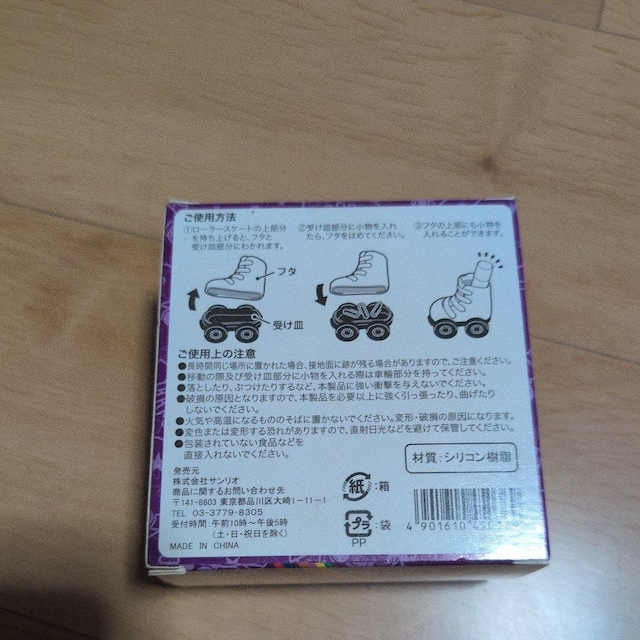 ご使用方法
①ローラースケートの上部分
を持ち上げると、フタと
受け皿部分にわかれます。
②受け皿部分に小物を入れ
たら、フタをはめてください。
③フタの上部にも小物を
入れることができます。
フタ
受け皿
ご使用上の注意
●長時間同じ場所に置かれた場合、接地面に跡が残る場合がありますので、ご注意ください。
●移動の際及び受け皿部分に小物を入れる際は車輪部分を持ってください。
●落としたり、ぶつけたりするなど、本製品に強い衝撃を与えないでください。
●破損の原因となりますので、本製品を必要以上に強く引っ張ったり、曲げたり
しないでください。
●火気や高温になるもののそばに置かないでください。変形・破損の原因になります。
●変色または変形する恐れがありますので、直射日光などを避けて保管してください。
●包装されていない食品などを
直接入れないでください。
材質:シリコン樹脂
発売元
株式会社サンリオ
商品に関するお問い合わせ先
〒141-8603 東京都品川区大崎1-11-1
TEL 03-3779-8305
受付時間:午前10時〜午後5時
(土・日・祝日を除く)
MADE IN CHINA
紙:箱
プラ:袋
PP
4 901610